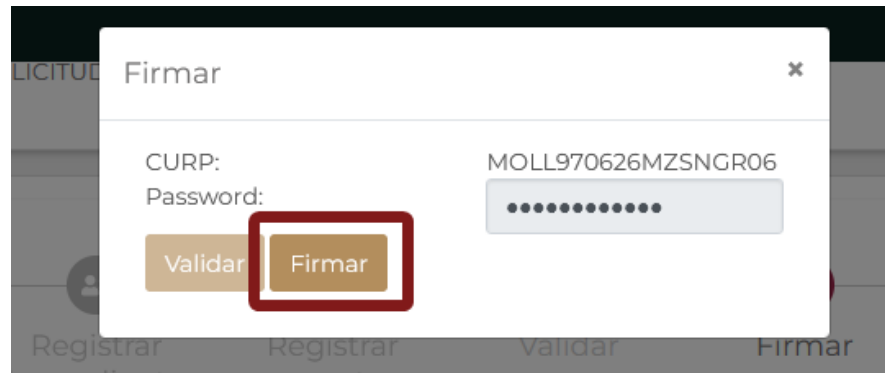 LICITUD
Firmar ×
CURP: MOLL970626MZSNGR06
Password: ●●●●●●●●●●●●
Validar Firmar
Registrar Registrar Validar Firmar